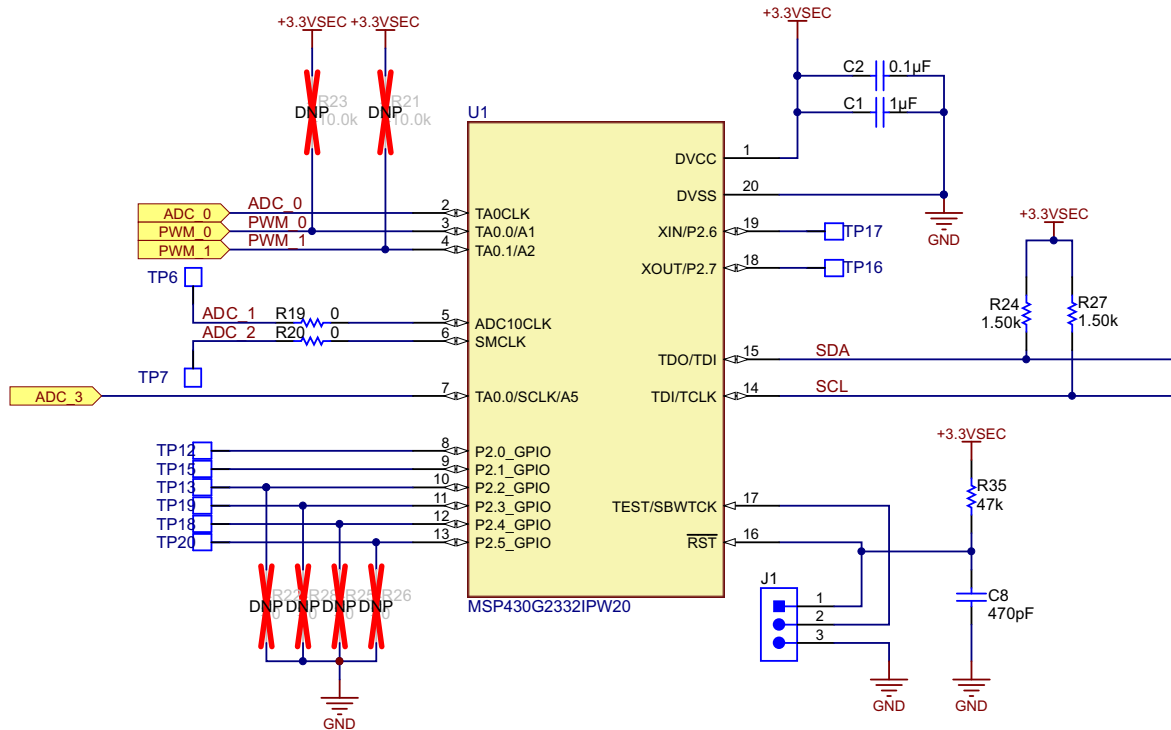 +3.3VSEC +3.3VSEC
+3.3VSEC
R23
DNP
10.0k
R21
DNP
10.0k
C2 0.1µF
C1 1µF
U1
DVCC 1
DVSS 20
GND
ADC_0 ADC_0 2 TA0CLK
PWM_0 PWM_0 3 TA0.0/A1
PWM_1 PWM_1 4 TA0.1/A2
XIN/P2.6 19 TP17
XOUT/P2.7 18 TP16
+3.3VSEC
R24
1.50k
R27
1.50k
TP6
ADC_1 R19 0 5 ADC10CLK
ADC_2 R20 0 6 SMCLK
TP7
TDO/TDI 15 SDA
TDI/TCLK 14 SCL
ADC_3 7 TA0.0/SCLK/A5
TP12 8 P2.0_GPIO
TP15 9 P2.1_GPIO
TP13 10 P2.2_GPIO
TP19 11 P2.3_GPIO
TP18 12 P2.4_GPIO
TP20 13 P2.5_GPIO
+3.3VSEC
R35
47k
TEST/SBWTCK 17
RST 16
DNP DNP DNP DNP
R26
0
GND
MSP430G2332IPW20
J1
1
2
3
C8
470pF
GND
GND